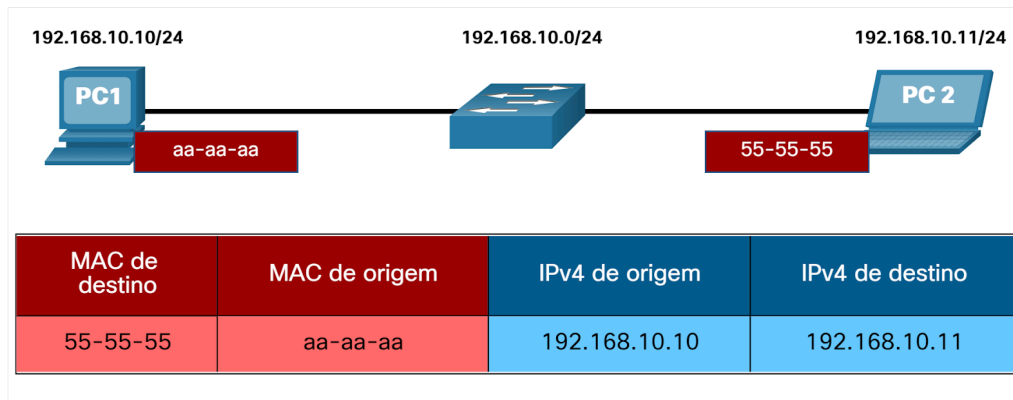 192.168.10.10/24 192.168.10.0/24 192.168.10.11/24
PC1 PC 2
aa-aa-aa 55-55-55
MAC de destino MAC de origem IPv4 de origem IPv4 de destino
55-55-55 aa-aa-aa 192.168.10.10 192.168.10.11